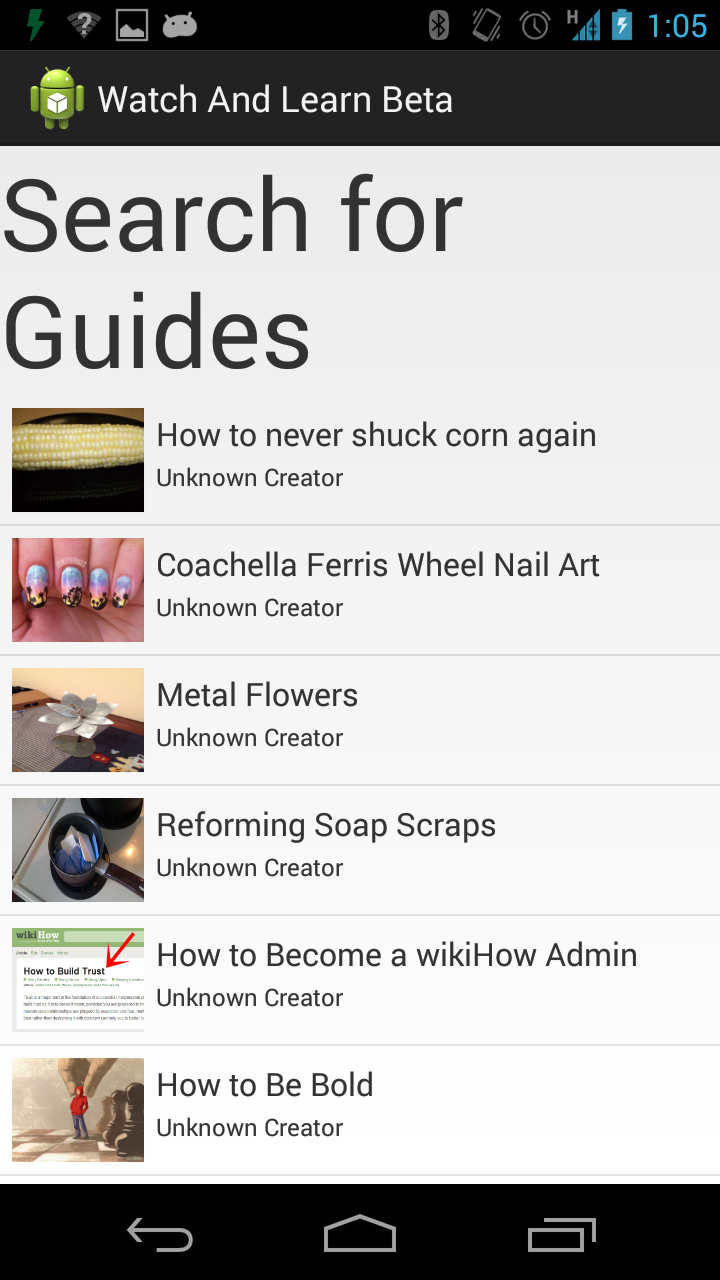 H
1:05
Watch And Learn Beta
Search for
Guides
How to never shuck corn again
Unknown Creator
Coachella Ferris Wheel Nail Art
Unknown Creator
Metal Flowers
Unknown Creator
Reforming Soap Scraps
Unknown Creator
wikiHow
How to Build Trust
How to Become a wikiHow Admin
Unknown Creator
How to Be Bold
Unknown Creator